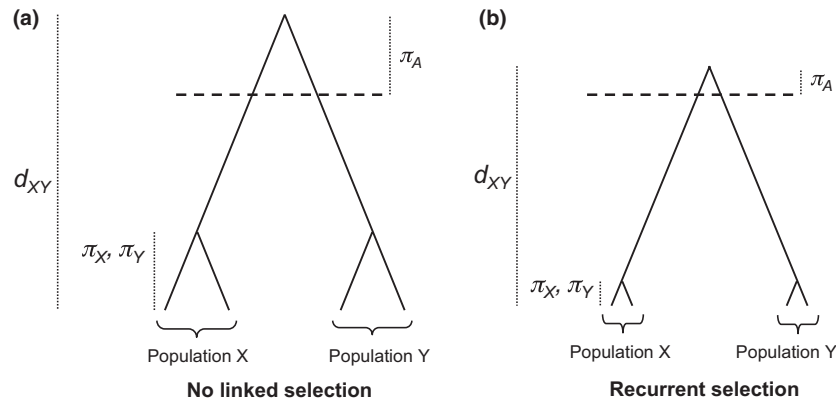 (a)
π_A
d_XY
π_X, π_Y
Population X
Population Y
No linked selection
(b)
π_A
d_XY
π_X, π_Y
Population X
Population Y
Recurrent selection